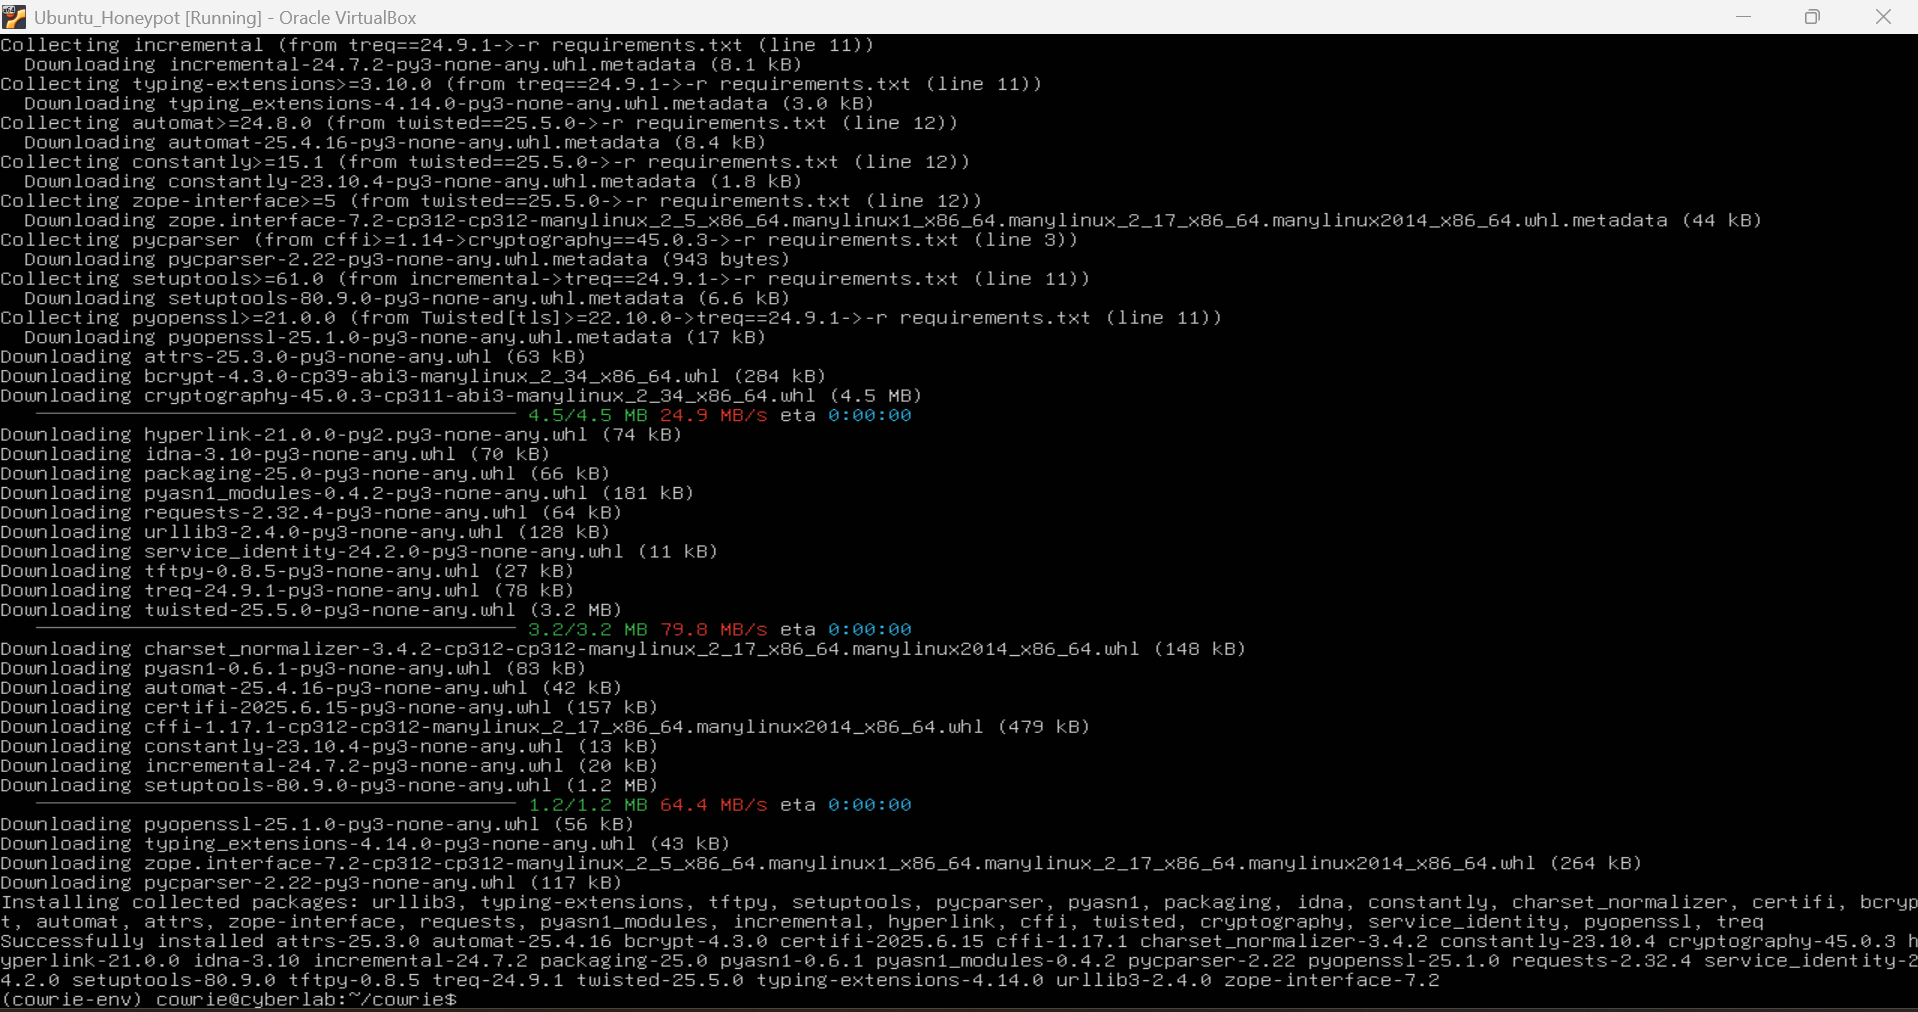 Ubuntu_Honeypot [Running] - Oracle VirtualBox
Collecting incremental (from treq==24.9.1->-r requirements.txt (line 11))
  Downloading incremental-24.7.2-py3-none-any.whl.metadata (8.1 kB)
Collecting typing-extensions>=3.10.0 (from treq==24.9.1->-r requirements.txt (line 11))
  Downloading typing_extensions-4.14.0-py3-none-any.whl.metadata (3.0 kB)
Collecting automat>=24.8.0 (from twisted==25.5.0->-r requirements.txt (line 12))
  Downloading automat-25.4.16-py3-none-any.whl.metadata (8.4 kB)
Collecting constantly>=15.1 (from twisted==25.5.0->-r requirements.txt (line 12))
  Downloading constantly-23.10.4-py3-none-any.whl.metadata (1.8 kB)
Collecting zope-interface>=5 (from twisted==25.5.0->-r requirements.txt (line 12))
  Downloading zope.interface-7.2-cp312-cp312-manylinux_2_5_x86_64.manylinux1_x86_64.manylinux_2_17_x86_64.manylinux2014_x86_64.whl.metadata (44 kB)
Collecting pycparser (from cffi>=1.14->cryptography==45.0.3->-r requirements.txt (line 3))
  Downloading pycparser-2.22-py3-none-any.whl.metadata (943 bytes)
Collecting setuptools>=61.0 (from incremental->treq==24.9.1->-r requirements.txt (line 11))
  Downloading setuptools-80.9.0-py3-none-any.whl.metadata (6.6 kB)
Collecting pyopenssl>=21.0.0 (from Twisted[tls]>=22.10.0->treq==24.9.1->-r requirements.txt (line 11))
  Downloading pyopenssl-25.1.0-py3-none-any.whl.metadata (17 kB)
Downloading attrs-25.3.0-py3-none-any.whl (63 kB)
Downloading bcrypt-4.3.0-cp39-abi3-manylinux_2_34_x86_64.whl (284 kB)
Downloading cryptography-45.0.3-cp311-abi3-manylinux_2_34_x86_64.whl (4.5 MB)
4.5/4.5 MB 24.9 MB/s eta 0:00:00
Downloading hyperlink-21.0.0-py2.py3-none-any.whl (74 kB)
Downloading idna-3.10-py3-none-any.whl (70 kB)
Downloading packaging-25.0-py3-none-any.whl (66 kB)
Downloading pyasn1_modules-0.4.2-py3-none-any.whl (181 kB)
Downloading requests-2.32.4-py3-none-any.whl (64 kB)
Downloading urllib3-2.4.0-py3-none-any.whl (128 kB)
Downloading service_identity-24.2.0-py3-none-any.whl (11 kB)
Downloading tftpy-0.8.5-py3-none-any.whl (27 kB)
Downloading treq-24.9.1-py3-none-any.whl (78 kB)
Downloading twisted-25.5.0-py3-none-any.whl (3.2 MB)
3.2/3.2 MB 79.8 MB/s eta 0:00:00
Downloading charset_normalizer-3.4.2-cp312-cp312-manylinux_2_17_x86_64.manylinux2014_x86_64.whl (148 kB)
Downloading pyasn1-0.6.1-py3-none-any.whl (83 kB)
Downloading automat-25.4.16-py3-none-any.whl (42 kB)
Downloading certifi-2025.6.15-py3-none-any.whl (157 kB)
Downloading cffi-1.17.1-cp312-cp312-manylinux_2_17_x86_64.manylinux2014_x86_64.whl (479 kB)
Downloading constantly-23.10.4-py3-none-any.whl (13 kB)
Downloading incremental-24.7.2-py3-none-any.whl (20 kB)
Downloading setuptools-80.9.0-py3-none-any.whl (1.2 MB)
1.2/1.2 MB 64.4 MB/s eta 0:00:00
Downloading pyopenssl-25.1.0-py3-none-any.whl (56 kB)
Downloading typing_extensions-4.14.0-py3-none-any.whl (43 kB)
Downloading zope.interface-7.2-cp312-cp312-manylinux_2_5_x86_64.manylinux1_x86_64.manylinux_2_17_x86_64.manylinux2014_x86_64.whl (264 kB)
Downloading pycparser-2.22-py3-none-any.whl (117 kB)
Installing collected packages: urllib3, typing-extensions, tftpy, setuptools, pycparser, pyasn1, packaging, idna, constantly, charset_normalizer, certifi, bcryp
t, automat, attrs, zope-interface, requests, pyasn1_modules, incremental, hyperlink, cffi, twisted, cryptography, service_identity, pyopenssl, treq
Successfully installed attrs-25.3.0 automat-25.4.16 bcrypt-4.3.0 certifi-2025.6.15 cffi-1.17.1 charset_normalizer-3.4.2 constantly-23.10.4 cryptography-45.0.3 h
yperlink-21.0.0 idna-3.10 incremental-24.7.2 packaging-25.0 pyasn1-0.6.1 pyasn1_modules-0.4.2 pycparser-2.22 pyopenssl-25.1.0 requests-2.32.4 service_identity-2
4.2.0 setuptools-80.9.0 tftpy-0.8.5 treq-24.9.1 twisted-25.5.0 typing-extensions-4.14.0 urllib3-2.4.0 zope-interface-7.2
(cowrie-env) cowrie@cyberlab:~/cowrie$